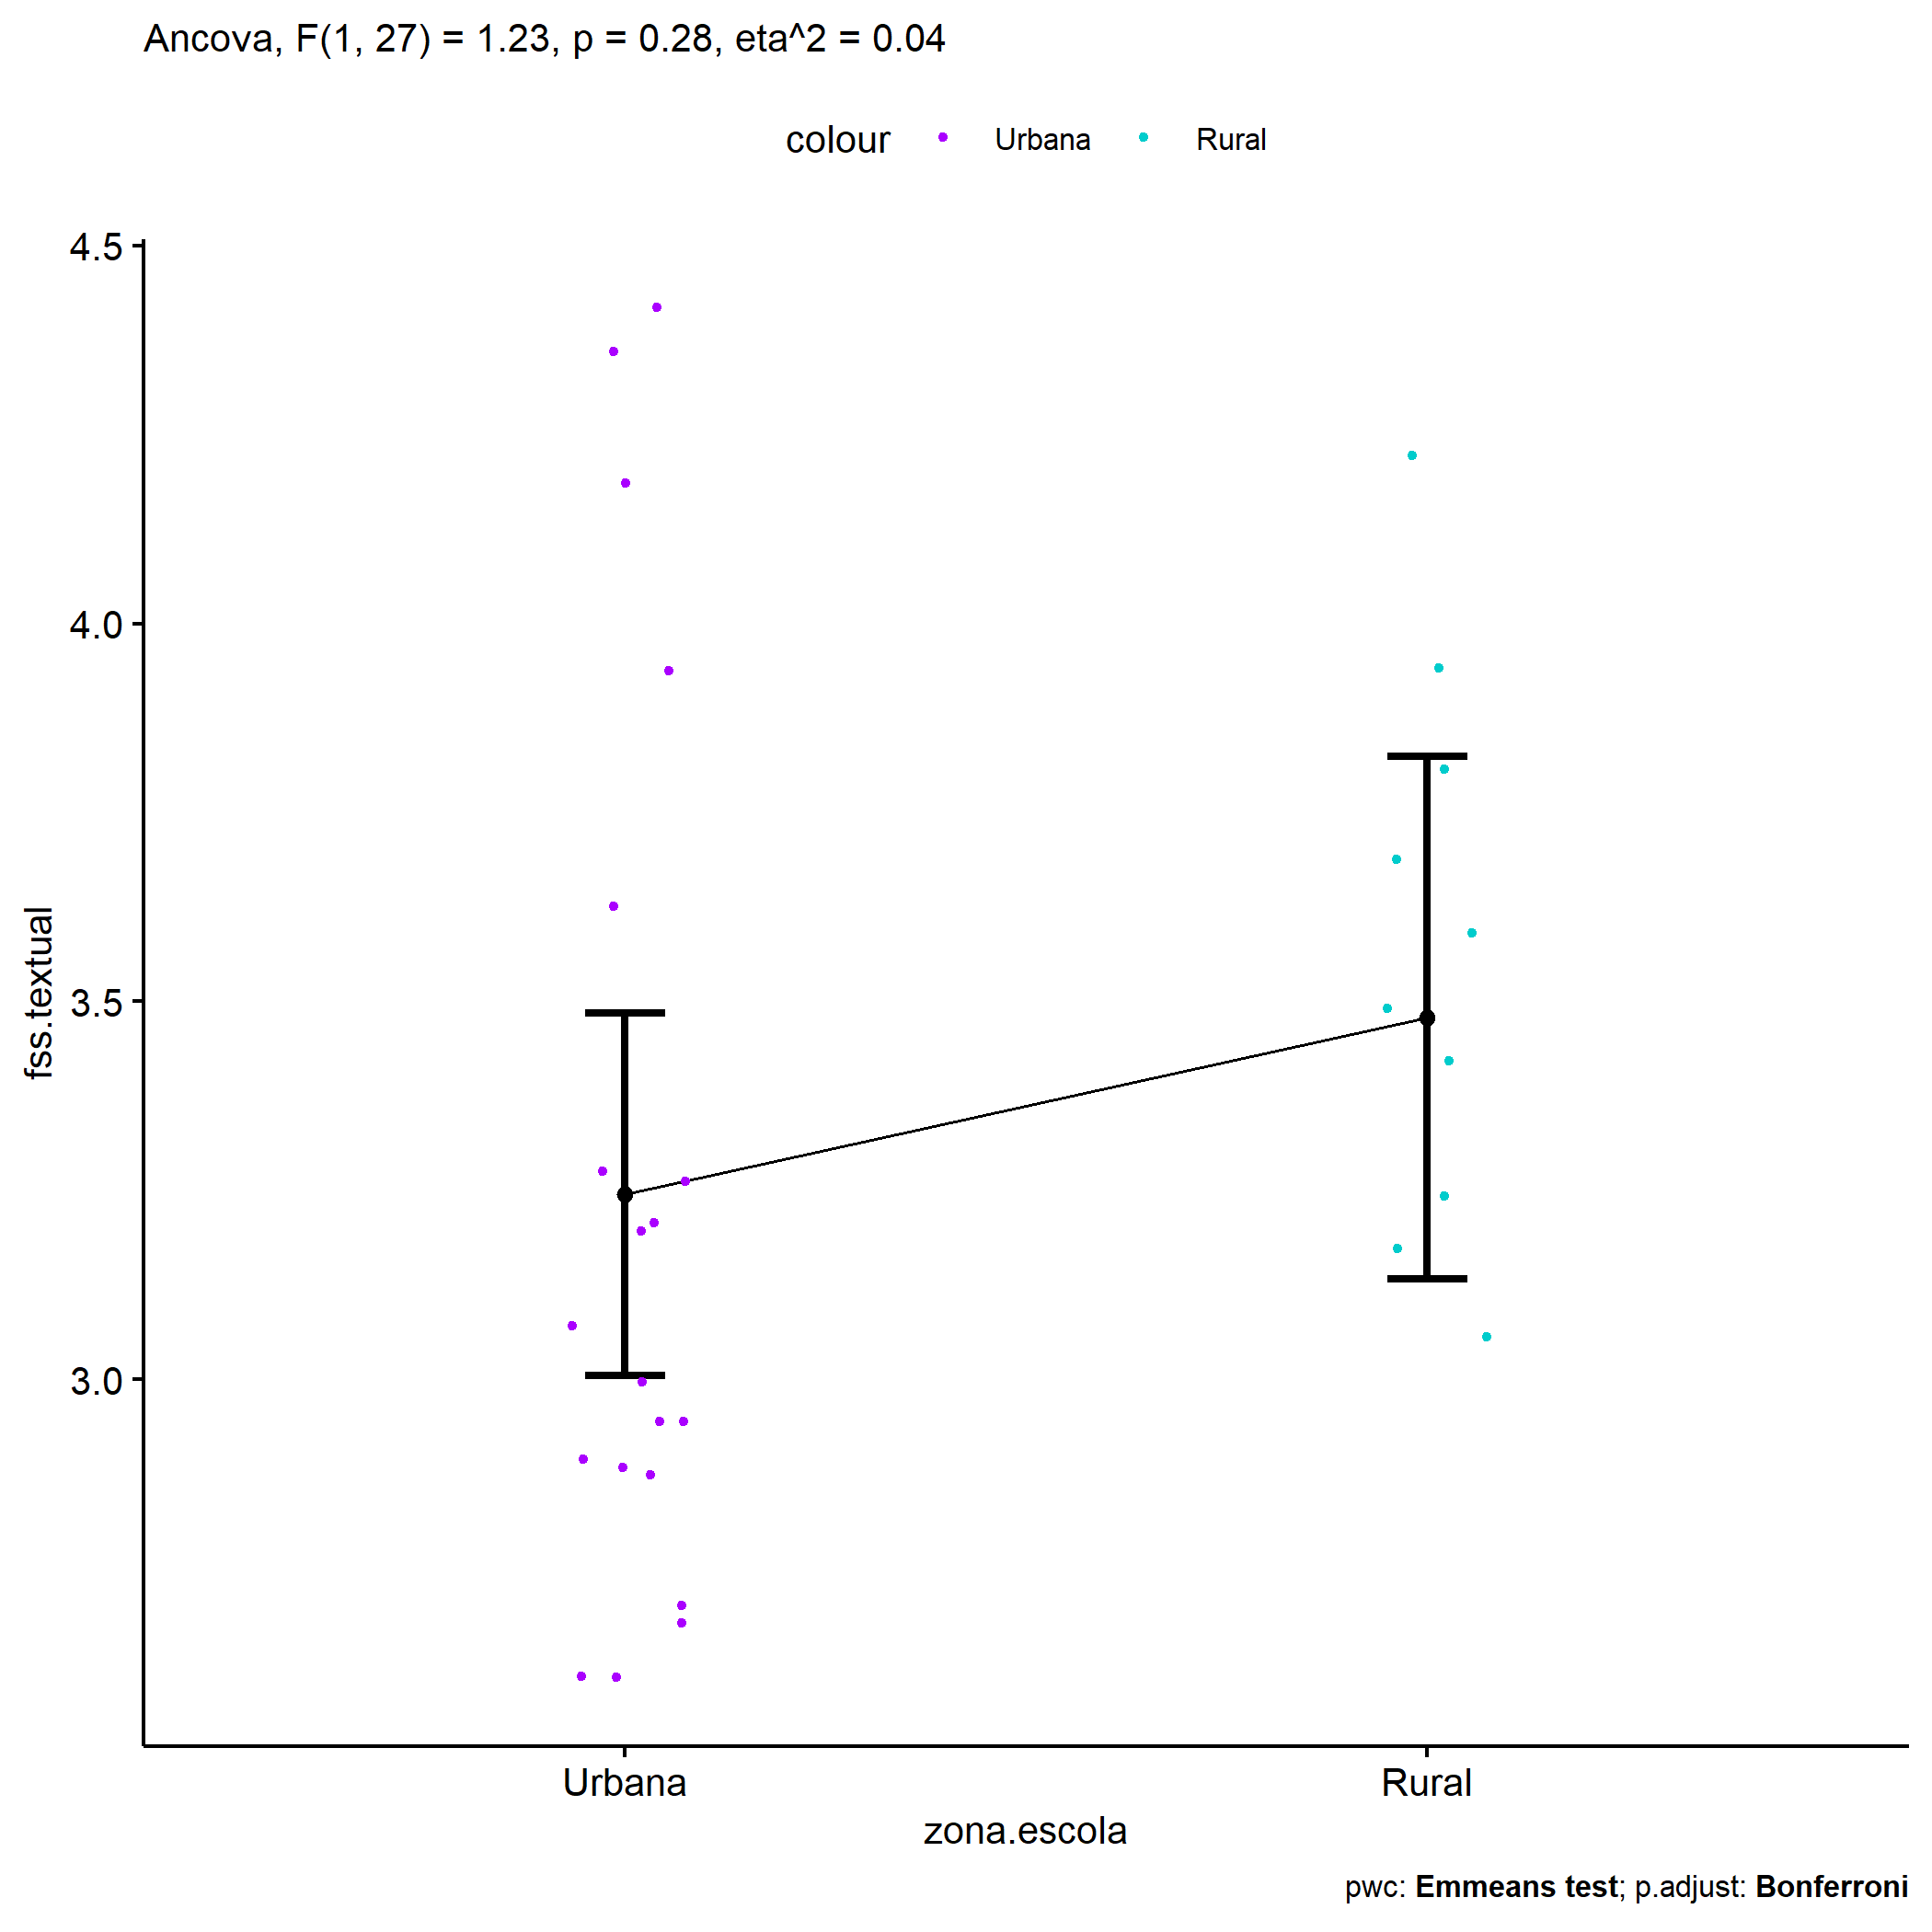 Ancova, F(1, 27) = 1.23, p = 0.28, eta^2 = 0.04
colour Urbana Rural
4.5
4.0
3.5
3.0
fss.textual
Urbana Rural
zona.escola
pwc: Emmeans test; p.adjust: Bonferroni